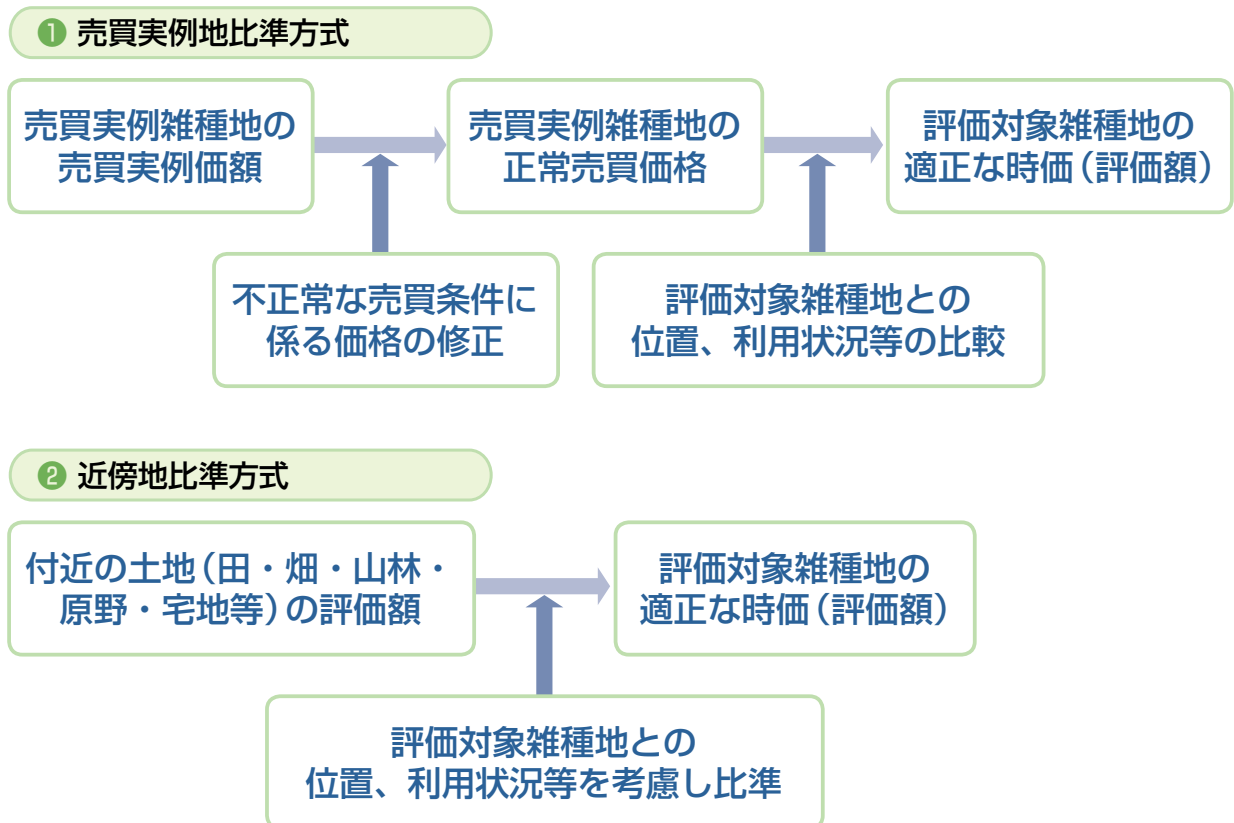 ❶ 売買実例地比準方式
売買実例雑種地の
売買実例価額
売買実例雑種地の
正常売買価格
評価対象雑種地の
適正な時価(評価額)
不正常な売買条件に
係る価格の修正
評価対象雑種地との
位置、利用状況等の比較
❷ 近傍地比準方式
付近の土地(田・畑・山林・
原野・宅地等)の評価額
評価対象雑種地の
適正な時価(評価額)
評価対象雑種地との
位置、利用状況等を考慮し比準